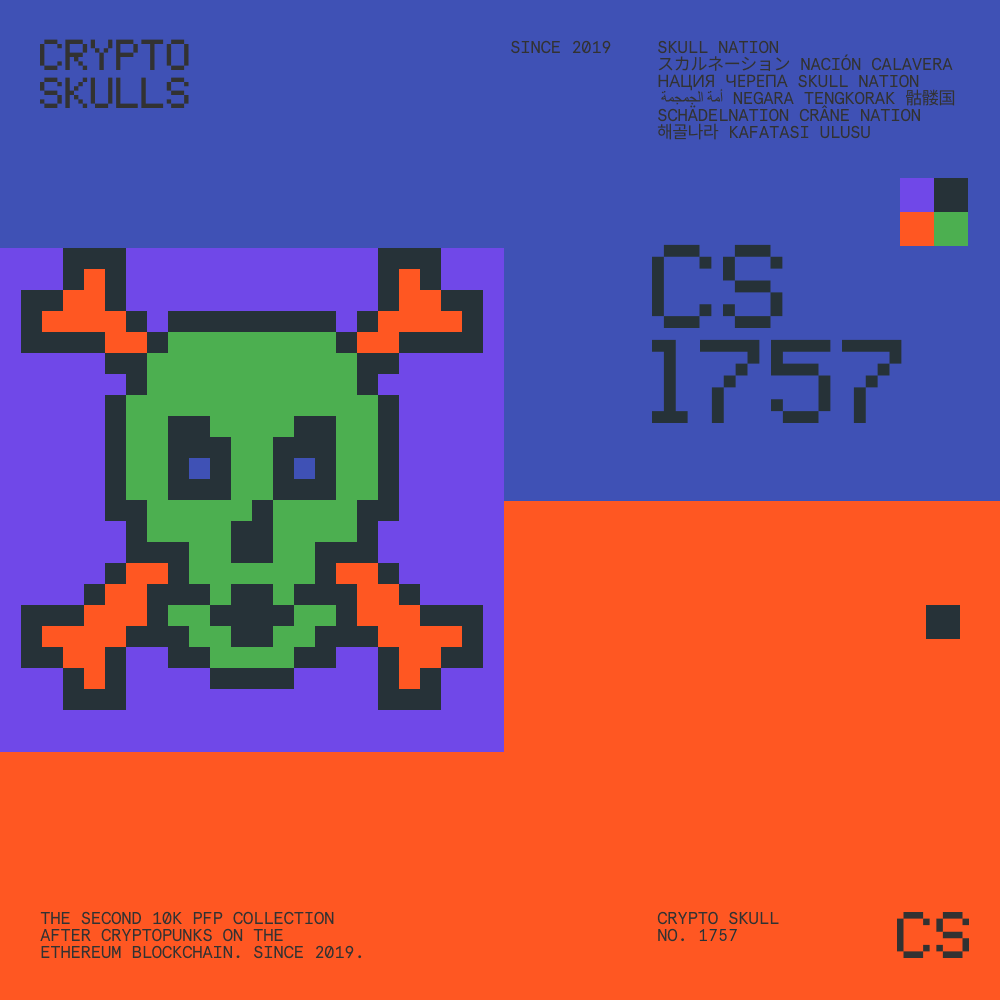 CRYPTO
SKULLS
SINCE 2019
SKULL NATION
スカルネーション NACIÓN CALAVERA
НАЦИЯ ЧЕРЕПА SKULL NATION
أمة الجمجمة NEGARA TENGKORAK 骷髅国
SCHÄDELNATION CRÂNE NATION
해골나라 KAFATASI ULUSU
CS
1757
THE SECOND 10K PFP COLLECTION
AFTER CRYPTOPUNKS ON THE
ETHEREUM BLOCKCHAIN. SINCE 2019.
CRYPTO SKULL
NO. 1757
CS